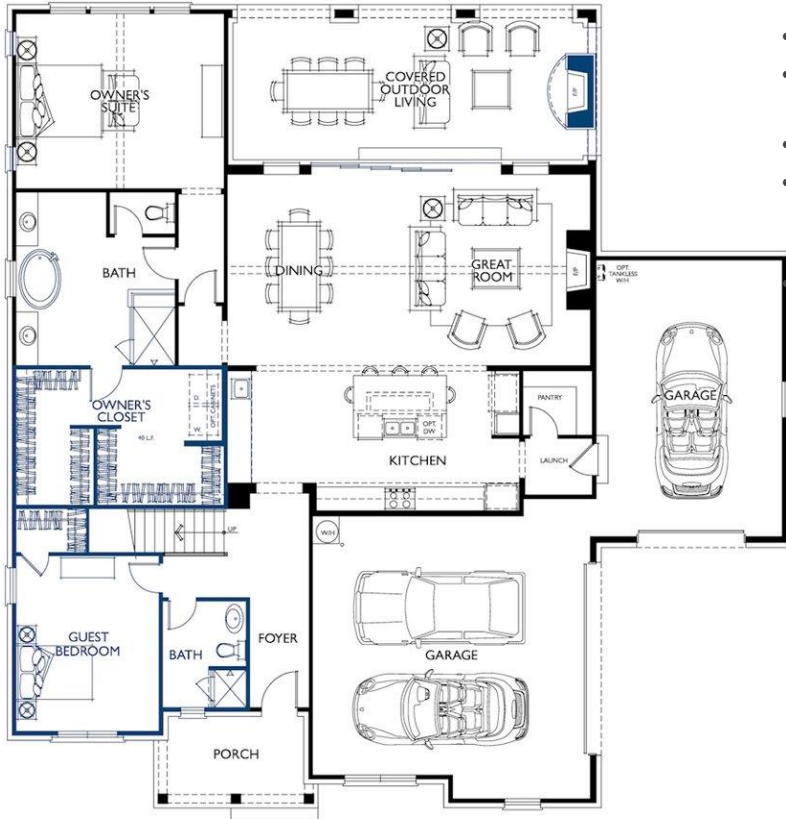 OWNER'S
SUITE
COVERED
OUTDOOR
LIVING
F/P
BATH
DINING
GREAT
ROOM
F/P
OPT.
TANKLESS
W/H
GARAGE
OWNER'S
CLOSET
40 L.F.
D
W
OPT. CABINETS
OPT.
DW
PANTRY
KITCHEN
LAUNCH
UP
W/H
GUEST
BEDROOM
BATH
FOYER
GARAGE
PORCH